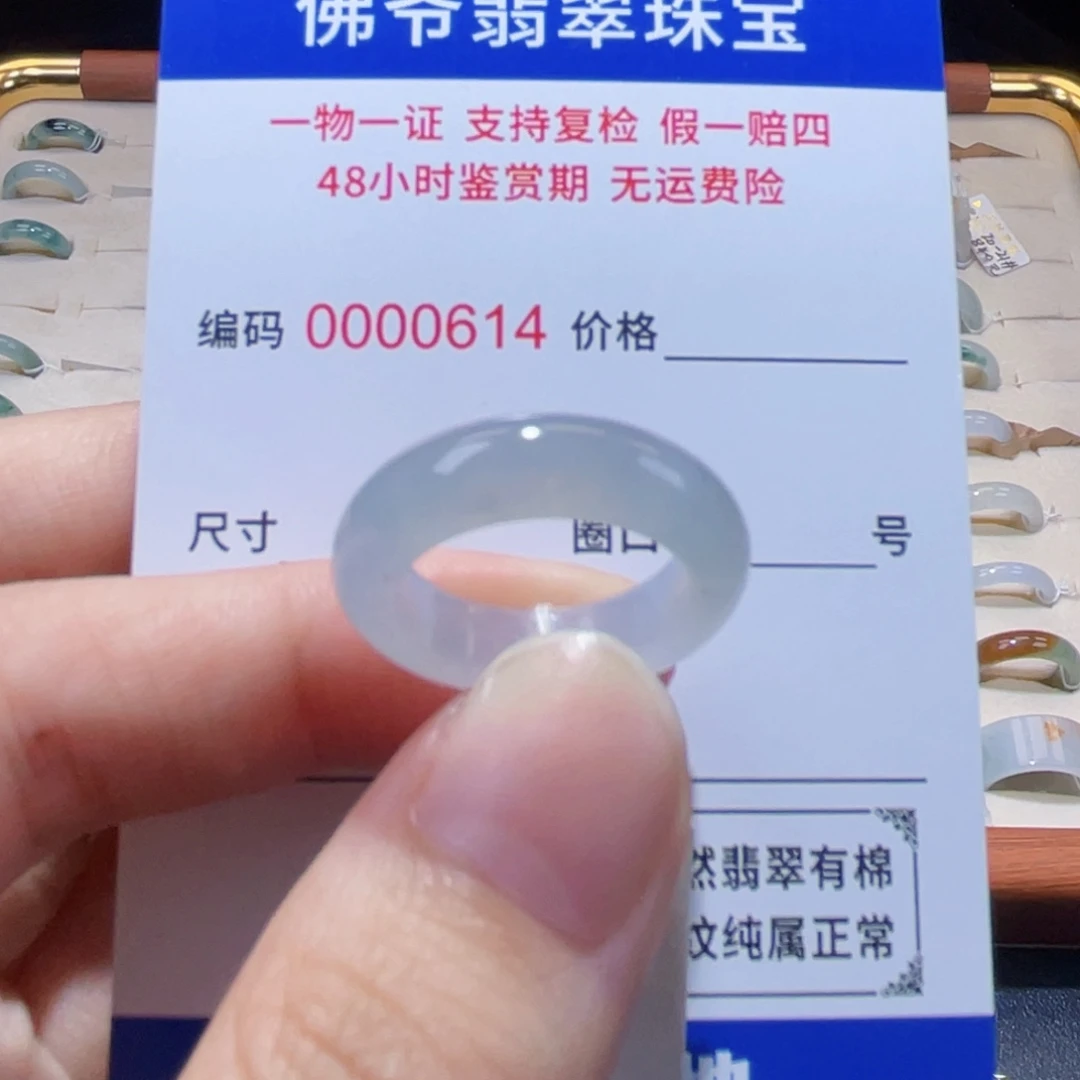 佛爷翡翠珠宝
一物一证 支持复检 假一赔四
48小时鉴赏期 无运费险
编码 0000614 价格
尺寸 圈口 号
然翡翠有棉
纹纯属正常